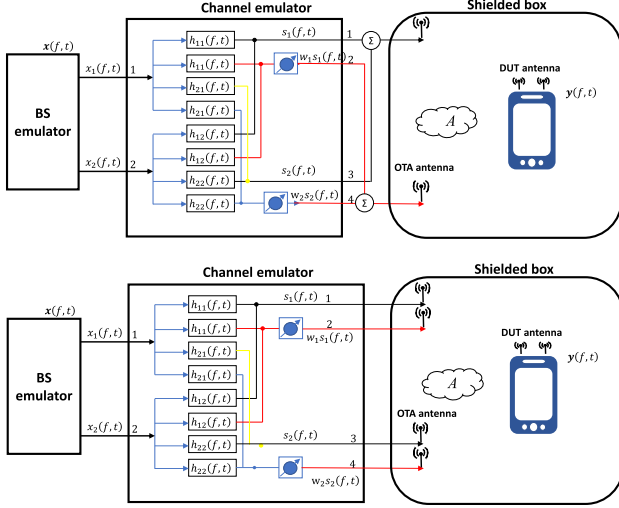 Channel emulator
Shielded box
x(f,t)
s₁(f,t)
1
Σ
h₁₁(f,t)
DUT antenna
x₁(f,t)
1
h₁₁(f,t)
w₁s₁(f,t)
2
h₂₁(f,t)
y(f,t)
BS
emulator
h₂₁(f,t)
A
h₁₂(f,t)
h₁₂(f,t)
x₂(f,t)
2
OTA antenna
h₂₂(f,t)
s₂(f,t)
3
h₂₂(f,t)
w₂s₂(f,t)
4
Σ
Channel emulator
Shielded box
x(f,t)
s₁(f,t)
1
h₁₁(f,t)
x₁(f,t)
1
h₁₁(f,t)
2
w₁s₁(f,t)
DUT antenna
h₂₁(f,t)
y(f,t)
BS
emulator
h₂₁(f,t)
A
h₁₂(f,t)
OTA antenna
h₁₂(f,t)
x₂(f,t)
2
h₂₂(f,t)
s₂(f,t)
3
h₂₂(f,t)
4
w₂s₂(f,t)